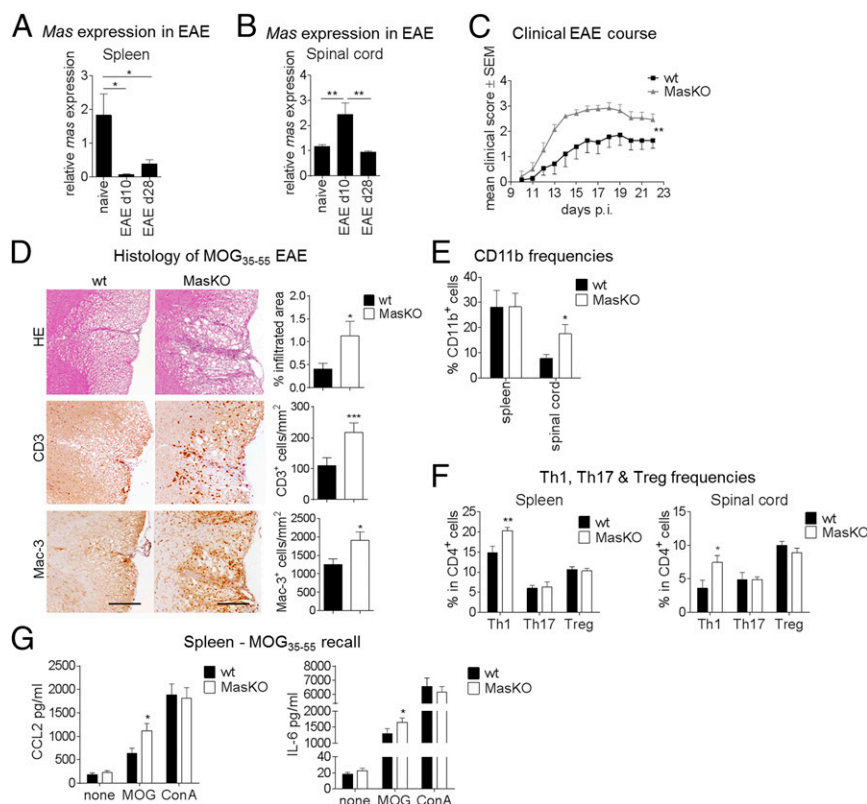 A Mas expression in EAE
Spleen
relative mas expression
3
2
1
0
*
*
naive
EAE d10
EAE d28
B Mas expression in EAE
Spinal cord
relative mas expression
4
3
2
1
0
** **
naive
EAE d10
EAE d28
C Clinical EAE course
wt
MasKO
mean clinical score ± SEM
4
3
2
1
0
**
9 11 13 15 17 19 21 23
days p.i.
D Histology of MOG35-55 EAE
wt MasKO
HE
CD3
Mac-3
wt
MasKO
% infiltrated area
2.0
1.5
1.0
0.5
0.0
*
CD3+ cells/mm2
300
200
100
0
***
Mac-3+ cells/mm2
3000
2000
1000
0
*
E CD11b frequencies
wt
MasKO
% CD11b+ cells
40
30
20
10
0
*
spleen
spinal cord
F Th1, Th17 & Treg frequencies
Spleen
wt
MasKO
% in CD4+ cells
25
20
15
10
5
0
**
Th1 Th17 Treg
Spinal cord
wt
MasKO
% in CD4+ cells
15
10
5
0
*
Th1 Th17 Treg
G Spleen - MOG35-55 recall
wt
MasKO
CCL2 pg/ml
2500
2000
1500
1000
500
0
*
none MOG ConA
wt
MasKO
IL-6 pg/ml
10000
8000
6000
2000
1500
1000
40
20
0
*
none MOG ConA